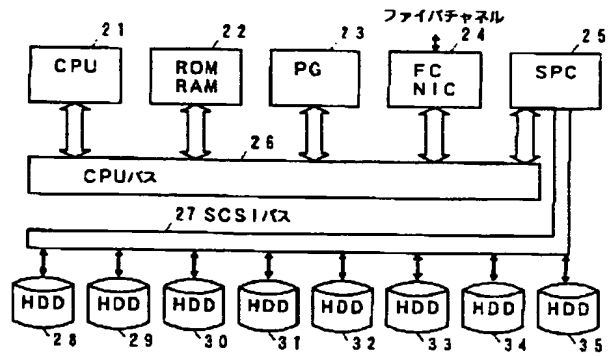 ファイバチャネル
21
22
23
24
25
CPU
ROM
RAM
PG
FC
NIC
SPC
26
CPUバス
27 SCSIバス
HDD HDD HDD HDD HDD HDD HDD HDD
28 29 30 31 32 33 34 35